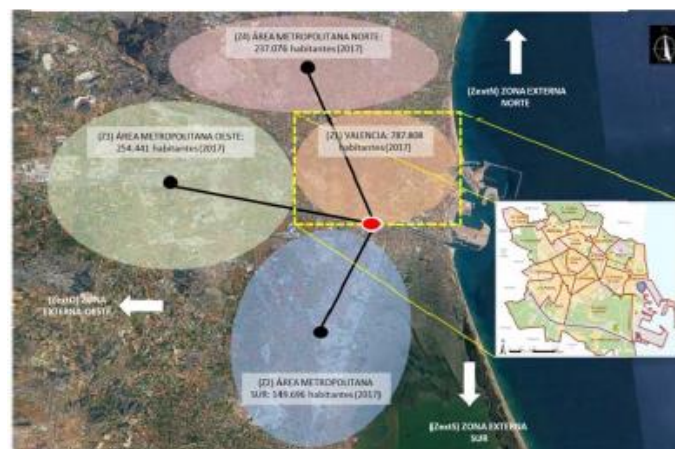 (Z4) ÁREA METROPOLITANA NORTE:
237.076 habitantes (2017)
(ZextN) ZONA EXTERNA
NORTE
(Z3) ÁREA METROPOLITANA OESTE:
254.441 habitantes (2017)
(Z1) VALENCIA: 787.808
habitantes (2017)
(ZextO) ZONA
EXTERNA OESTE
(Z2) ÁREA METROPOLITANA
SUR: 149.696 habitantes (2017)
(ZextS) ZONA EXTERNA
SUR